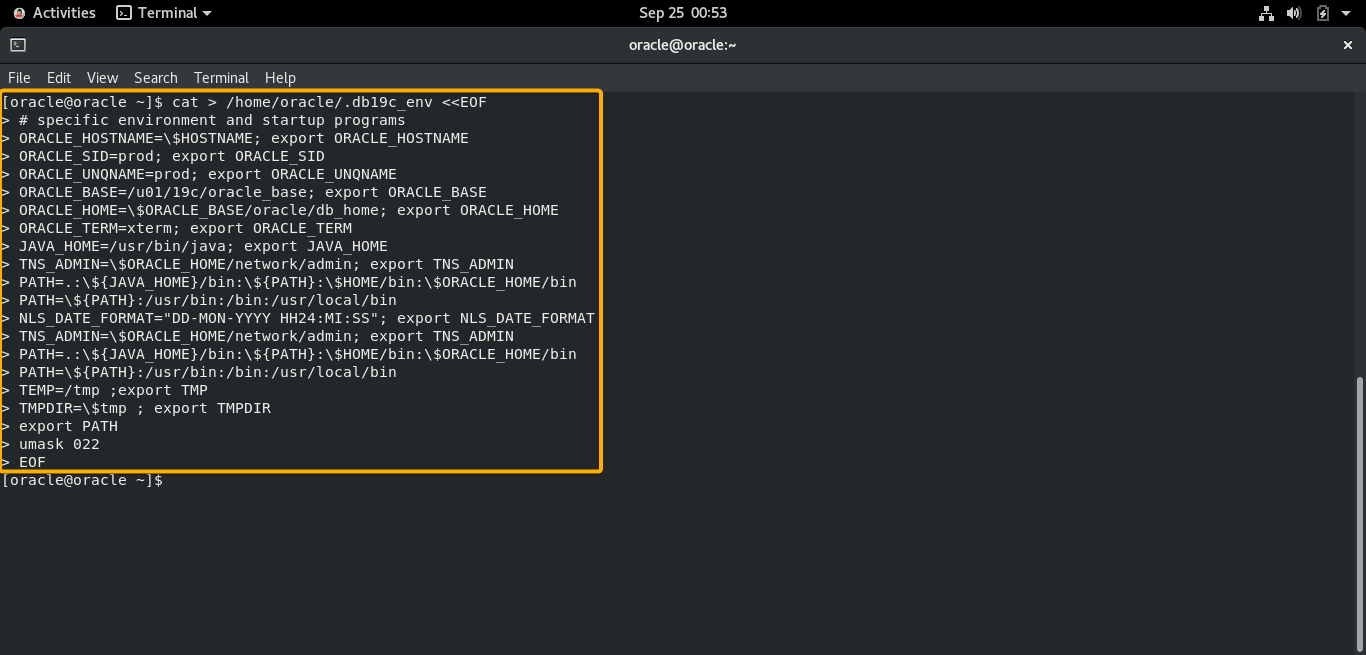 Activities Terminal Sep 25 00:53
oracle@oracle:~
File Edit View Search Terminal Help
[oracle@oracle ~]$ cat > /home/oracle/.db19c_env <<EOF
> # specific environment and startup programs
> ORACLE_HOSTNAME=\$HOSTNAME; export ORACLE_HOSTNAME
> ORACLE_SID=prod; export ORACLE_SID
> ORACLE_UNQNAME=prod; export ORACLE_UNQNAME
> ORACLE_BASE=/u01/19c/oracle_base; export ORACLE_BASE
> ORACLE_HOME=\$ORACLE_BASE/oracle/db_home; export ORACLE_HOME
> ORACLE_TERM=xterm; export ORACLE_TERM
> JAVA_HOME=/usr/bin/java; export JAVA_HOME
> TNS_ADMIN=\$ORACLE_HOME/network/admin; export TNS_ADMIN
> PATH=.:\${JAVA_HOME}/bin:\${PATH}:\$HOME/bin:\$ORACLE_HOME/bin
> PATH=\${PATH}:/usr/bin:/bin:/usr/local/bin
> NLS_DATE_FORMAT="DD-MON-YYYY HH24:MI:SS"; export NLS_DATE_FORMAT
> TNS_ADMIN=\$ORACLE_HOME/network/admin; export TNS_ADMIN
> PATH=.:\${JAVA_HOME}/bin:\${PATH}:\$HOME/bin:\$ORACLE_HOME/bin
> PATH=\${PATH}:/usr/bin:/bin:/usr/local/bin
> TEMP=/tmp ;export TMP
> TMPDIR=\$tmp ; export TMPDIR
> export PATH
> umask 022
> EOF
[oracle@oracle ~]$